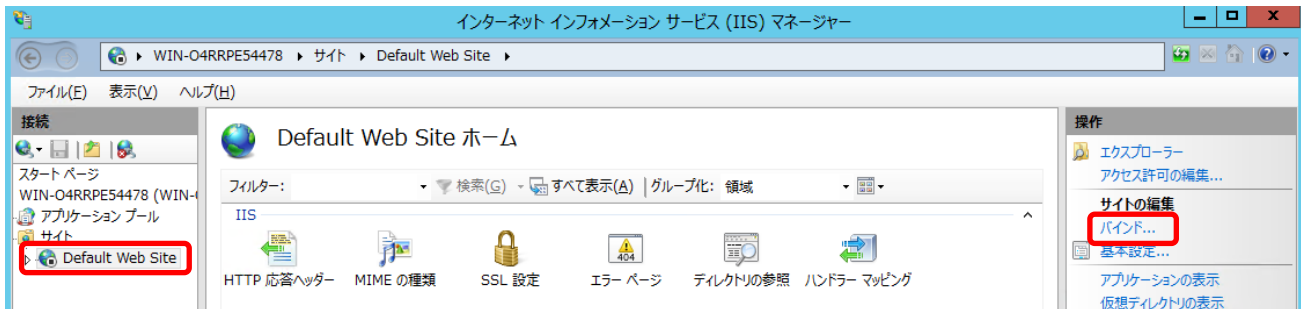 インターネット インフォメーション サービス (IIS) マネージャー
WIN-O4RRPE54478 サイト Default Web Site
ファイル(F) 表示(V) ヘルプ(H)
接続
スタート ページ
WIN-O4RRPE54478 (WIN-
アプリケーション プール
サイト
Default Web Site
Default Web Site ホーム
フィルター: 検索(G) すべて表示(A) グループ化: 領域
IIS
404
HTTP 応答ヘッダー MIME の種類 SSL 設定 エラー ページ ディレクトリの参照 ハンドラー マッピング
操作
エクスプローラー
アクセス許可の編集...
サイトの編集
バインド...
基本設定...
アプリケーションの表示
仮想ディレクトリの表示